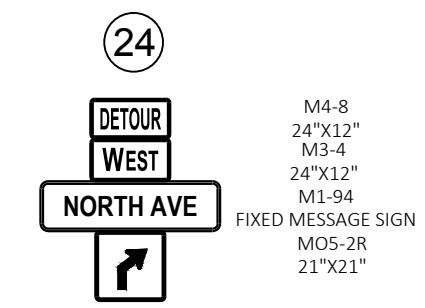 24
DETOUR
WEST
NORTH AVE
M4-8
24"X12"
M3-4
24"X12"
M1-94
FIXED MESSAGE SIGN
MO5-2R
21"X21"